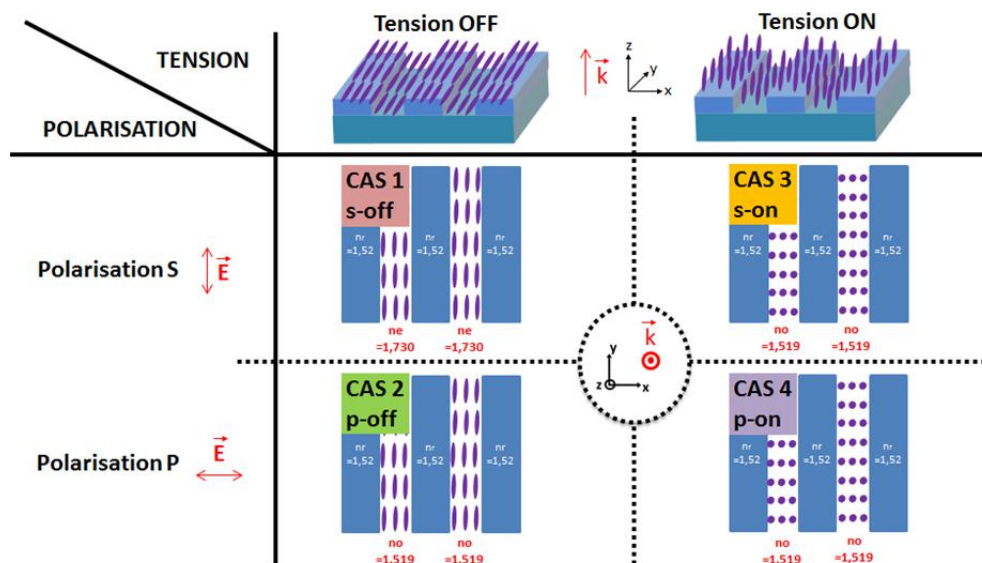 Tension OFF
Tension ON
TENSION
POLARISATION
k
z
y
x
CAS 1
s-off
nr
=1,52
nr
=1,52
nr
=1,52
ne
=1,730
ne
=1,730
CAS 3
s-on
nr
=1,52
nr
=1,52
nr
=1,52
no
=1,519
no
=1,519
Polarisation S
E
k
y
z
x
CAS 2
p-off
nr
=1,52
nr
=1,52
nr
=1,52
no
=1,519
no
=1,519
CAS 4
p-on
nr
=1,52
nr
=1,52
nr
=1,52
no
=1,519
no
=1,519
Polarisation P
E